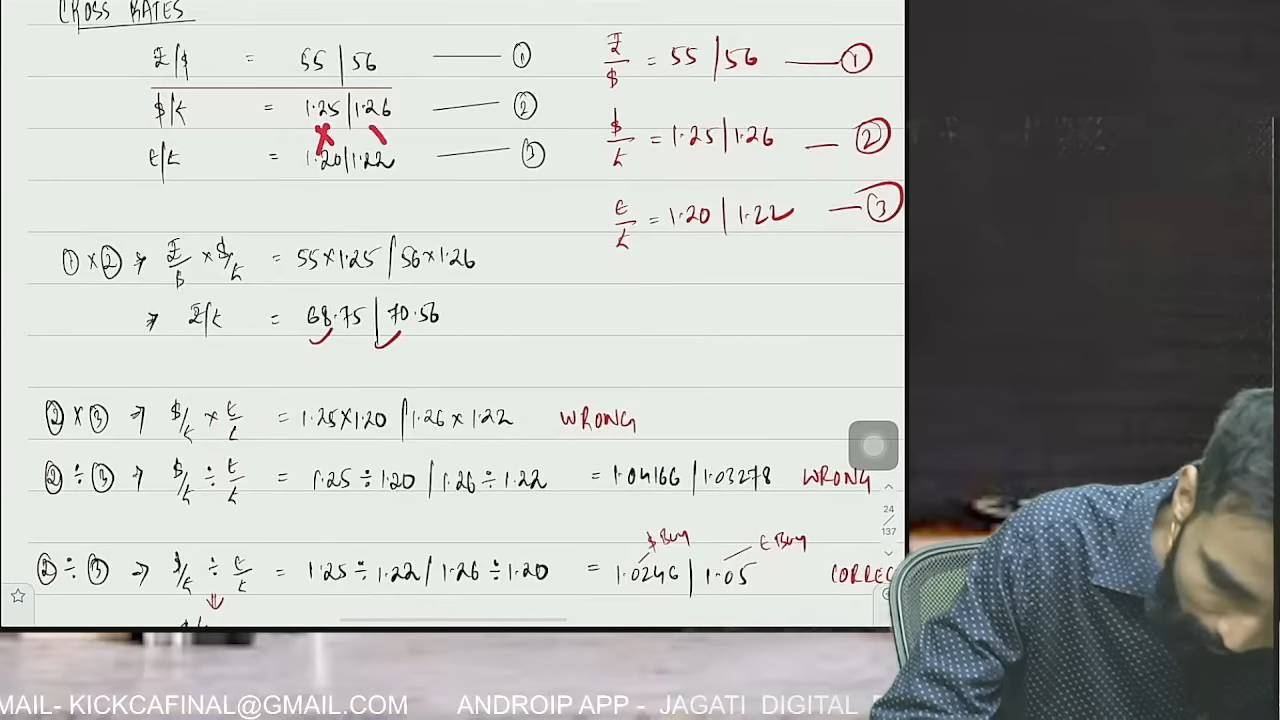 CROSS RATES
₹/$ = 55 | 56 ——— ①
$/£ = 1.25 | 1.26 ——— ②
€/£ = 1.20 | 1.22 ——— ③
₹/$ = 55 | 56 ——— ①
$/£ = 1.25 | 1.26 — ②
€/£ = 1.20 | 1.22 — ③
① × ② ⇒ ₹/$ × $/£ = 55 × 1.25 | 56 × 1.26
⇒ ₹/£ = 68.75 | 70.56
② × ③ ⇒ $/£ × €/£ = 1.25 × 1.20 | 1.26 × 1.22 WRONG
② ÷ ③ ⇒ $/£ ÷ €/£ = 1.25 ÷ 1.20 | 1.26 ÷ 1.22 = 1.04166 | 1.03278 WRONG
$ Buy € Buy
② ÷ ③ ⇒ $/£ ÷ €/£ = 1.25 ÷ 1.22 | 1.26 ÷ 1.20 = 1.0246 | 1.05 CORREC
24
137
MAIL- KICKCAFINAL@GMAIL.COM ANDROIP APP - JAGATI DIGITAL